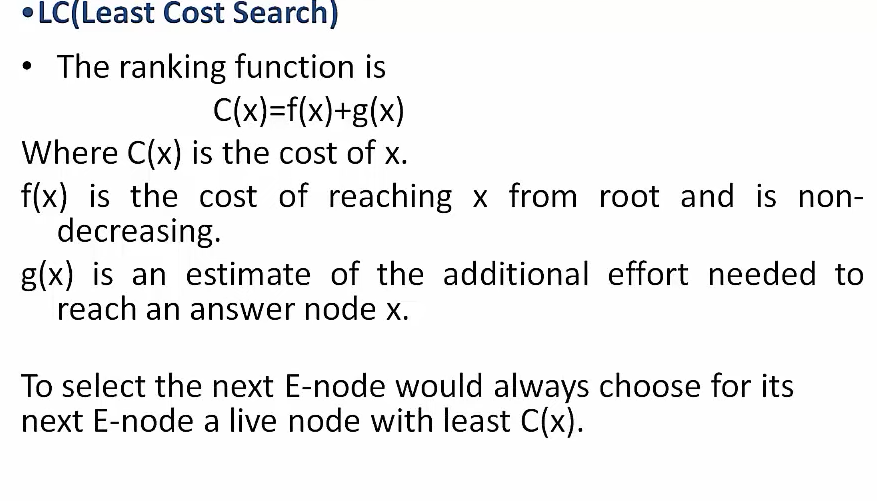 •LC(Least Cost Search)
• The ranking function is
C(x)=f(x)+g(x)
Where C(x) is the cost of x.
f(x) is the cost of reaching x from root and is non-
decreasing.
g(x) is an estimate of the additional effort needed to
reach an answer node x.
To select the next E-node would always choose for its
next E-node a live node with least C(x).